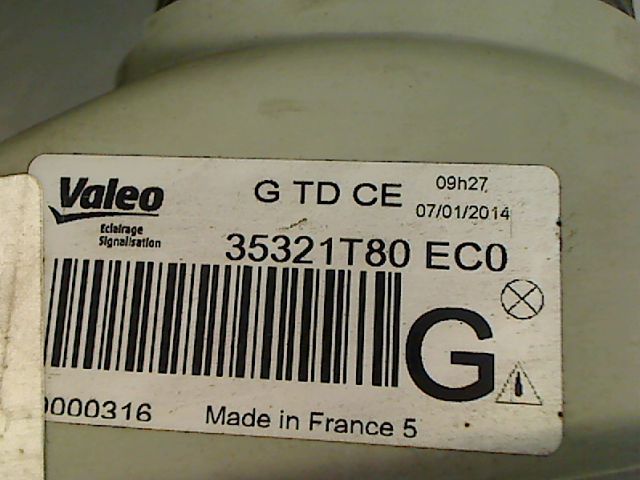 Valeo
Eclairage
Signalisation
G TD CE
09h27
07/01/2014
35321T80 EC0
G
0000316
Made in France 5